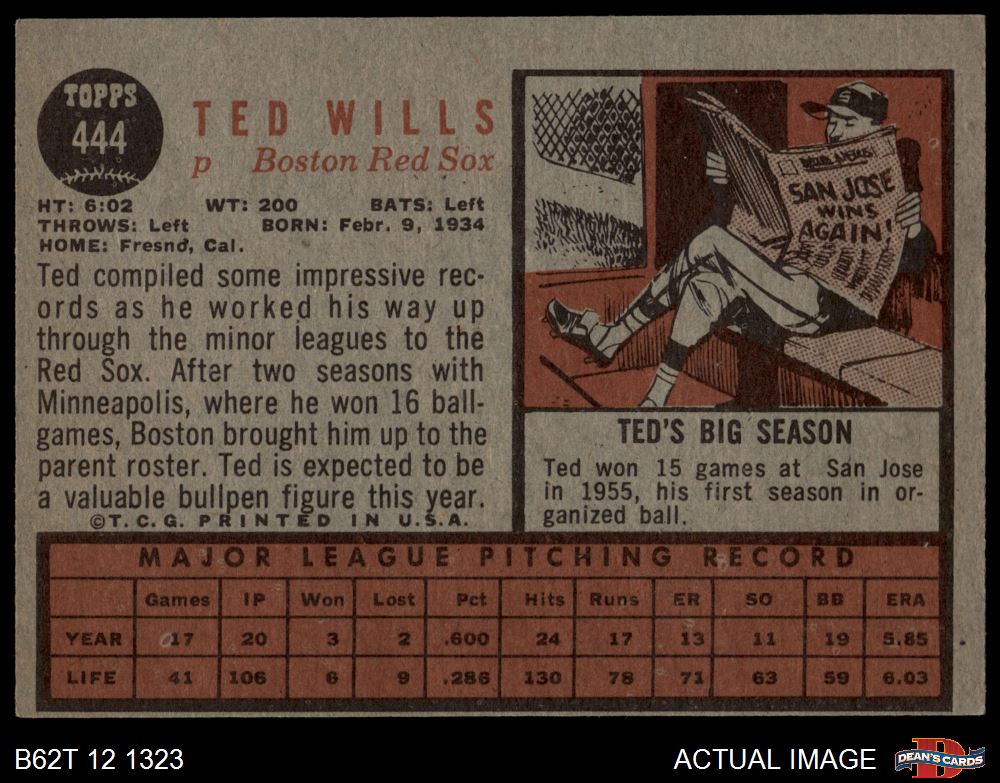 TOPPS
444
TED WILLS
p Boston Red Sox
HT: 6:02 WT: 200 BATS: Left
THROWS: Left BORN: Febr. 9, 1934
HOME: Fresno, Cal.
Ted compiled some impressive rec-
ords as he worked his way up
through the minor leagues to the
Red Sox. After two seasons with
Minneapolis, where he won 16 ball-
games, Boston brought him up to the
parent roster. Ted is expected to be
a valuable bullpen figure this year.
©T. C. G. PRINTED IN U.S.A.
S
SAN JOSE
WINS
AGAIN!
TED'S BIG SEASON
Ted won 15 games at San Jose
in 1955, his first season in or-
ganized ball.
MAJOR LEAGUE PITCHING RECORD
Games IP Won Lost Pct Hits Runs ER SO BB ERA
YEAR 17 20 3 2 .600 24 17 13 11 19 5.85
LIFE 41 106 6 9 .286 130 78 71 63 59 6.03
B62T 12 1323 ACTUAL IMAGE
D
DEAN'S CARDS